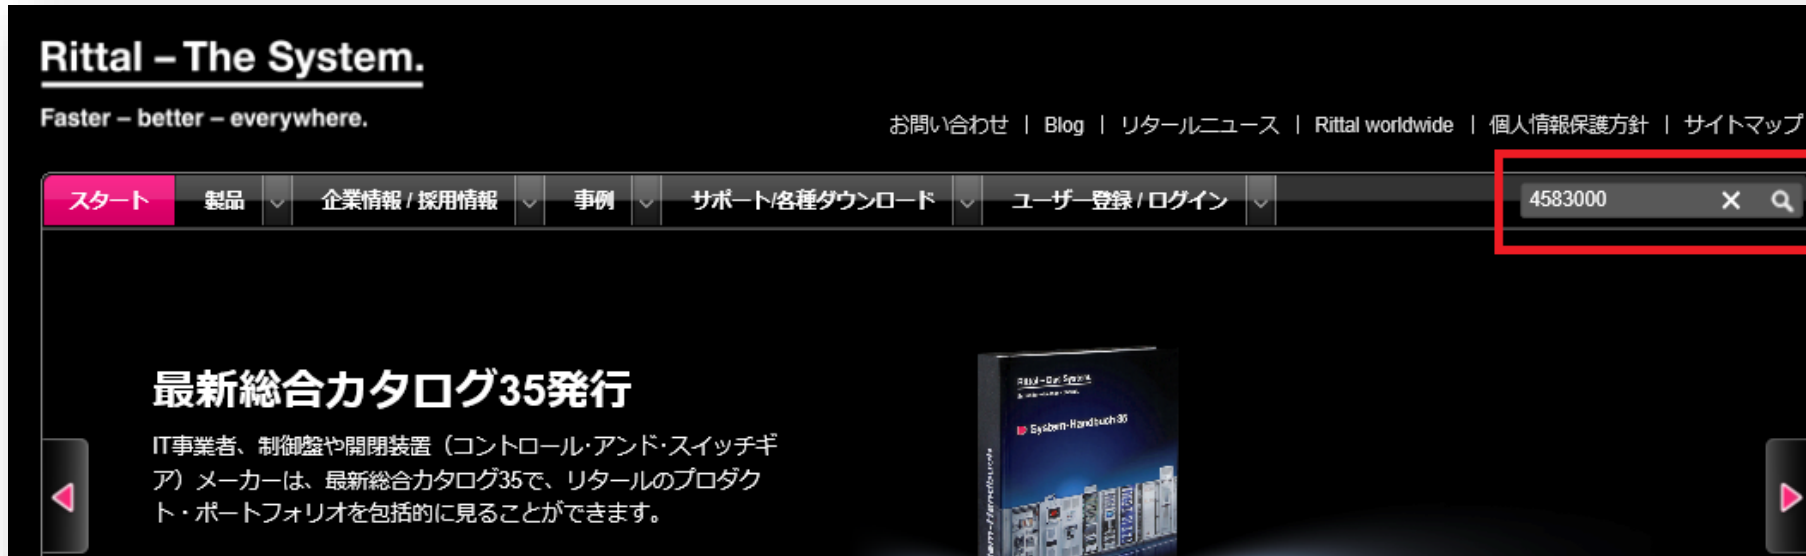 Rittal – The System.
Faster – better – everywhere.
お問い合わせ | Blog | リタールニュース | Rittal worldwide | 個人情報保護方針 | サイトマップ
スタート 製品 企業情報 / 採用情報 事例 サポート/各種ダウンロード ユーザー登録 / ログイン 4583000
最新総合カタログ35発行
IT事業者、制御盤や開閉装置（コントロール・アンド・スイッチギ
ア）メーカーは、最新総合カタログ35で、リタールのプロダク
ト・ポートフォリオを包括的に見ることができます。
Rittal – Das System.
System-Handbuch 35